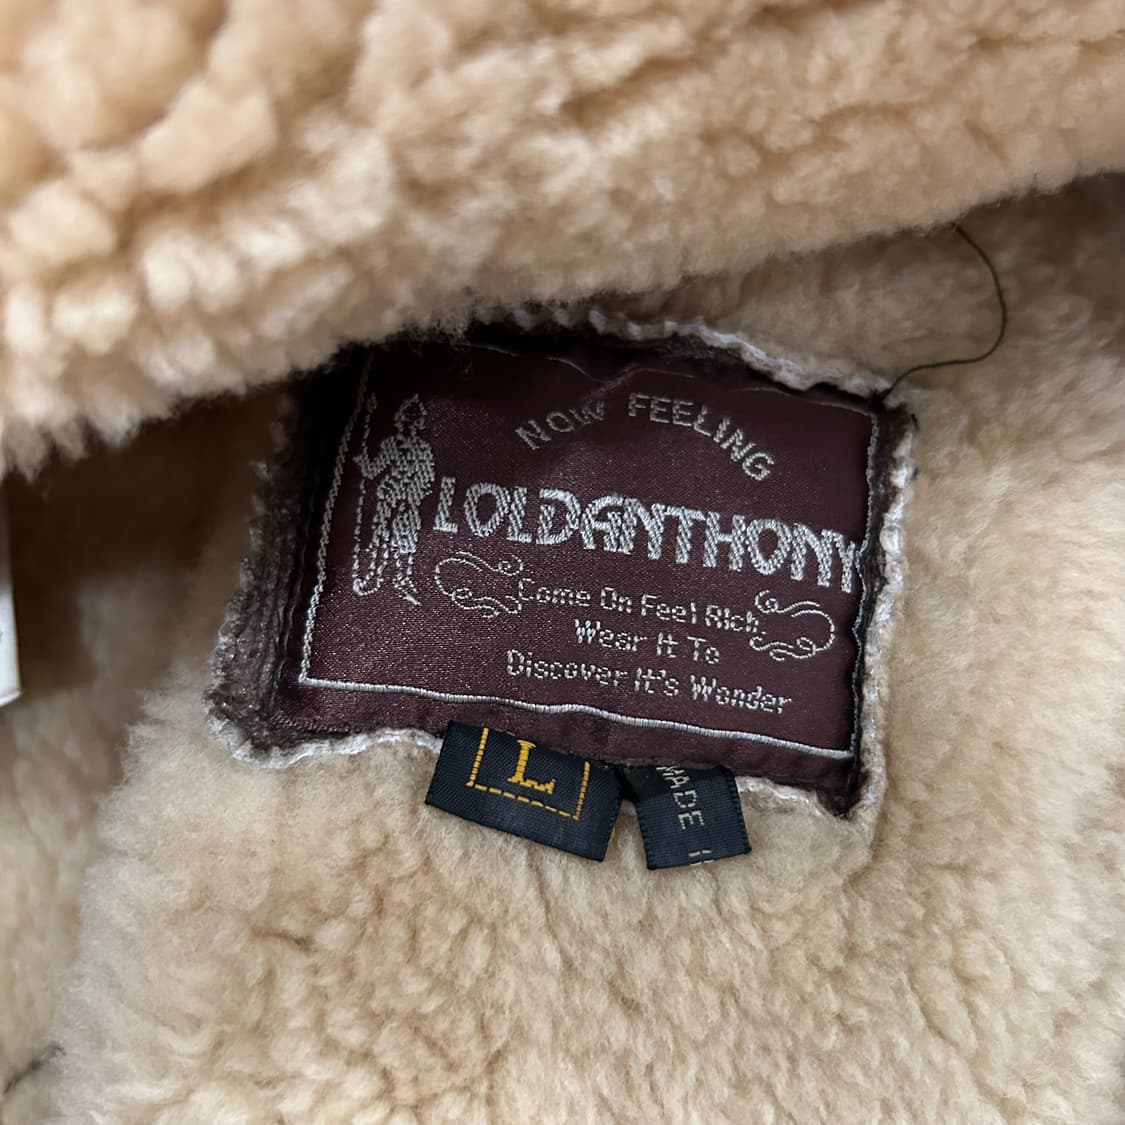 NOW FEELING
LOLDANTHONY
Come On Feel Rich
Wear It To
Discover It's Wonder
L
MADE